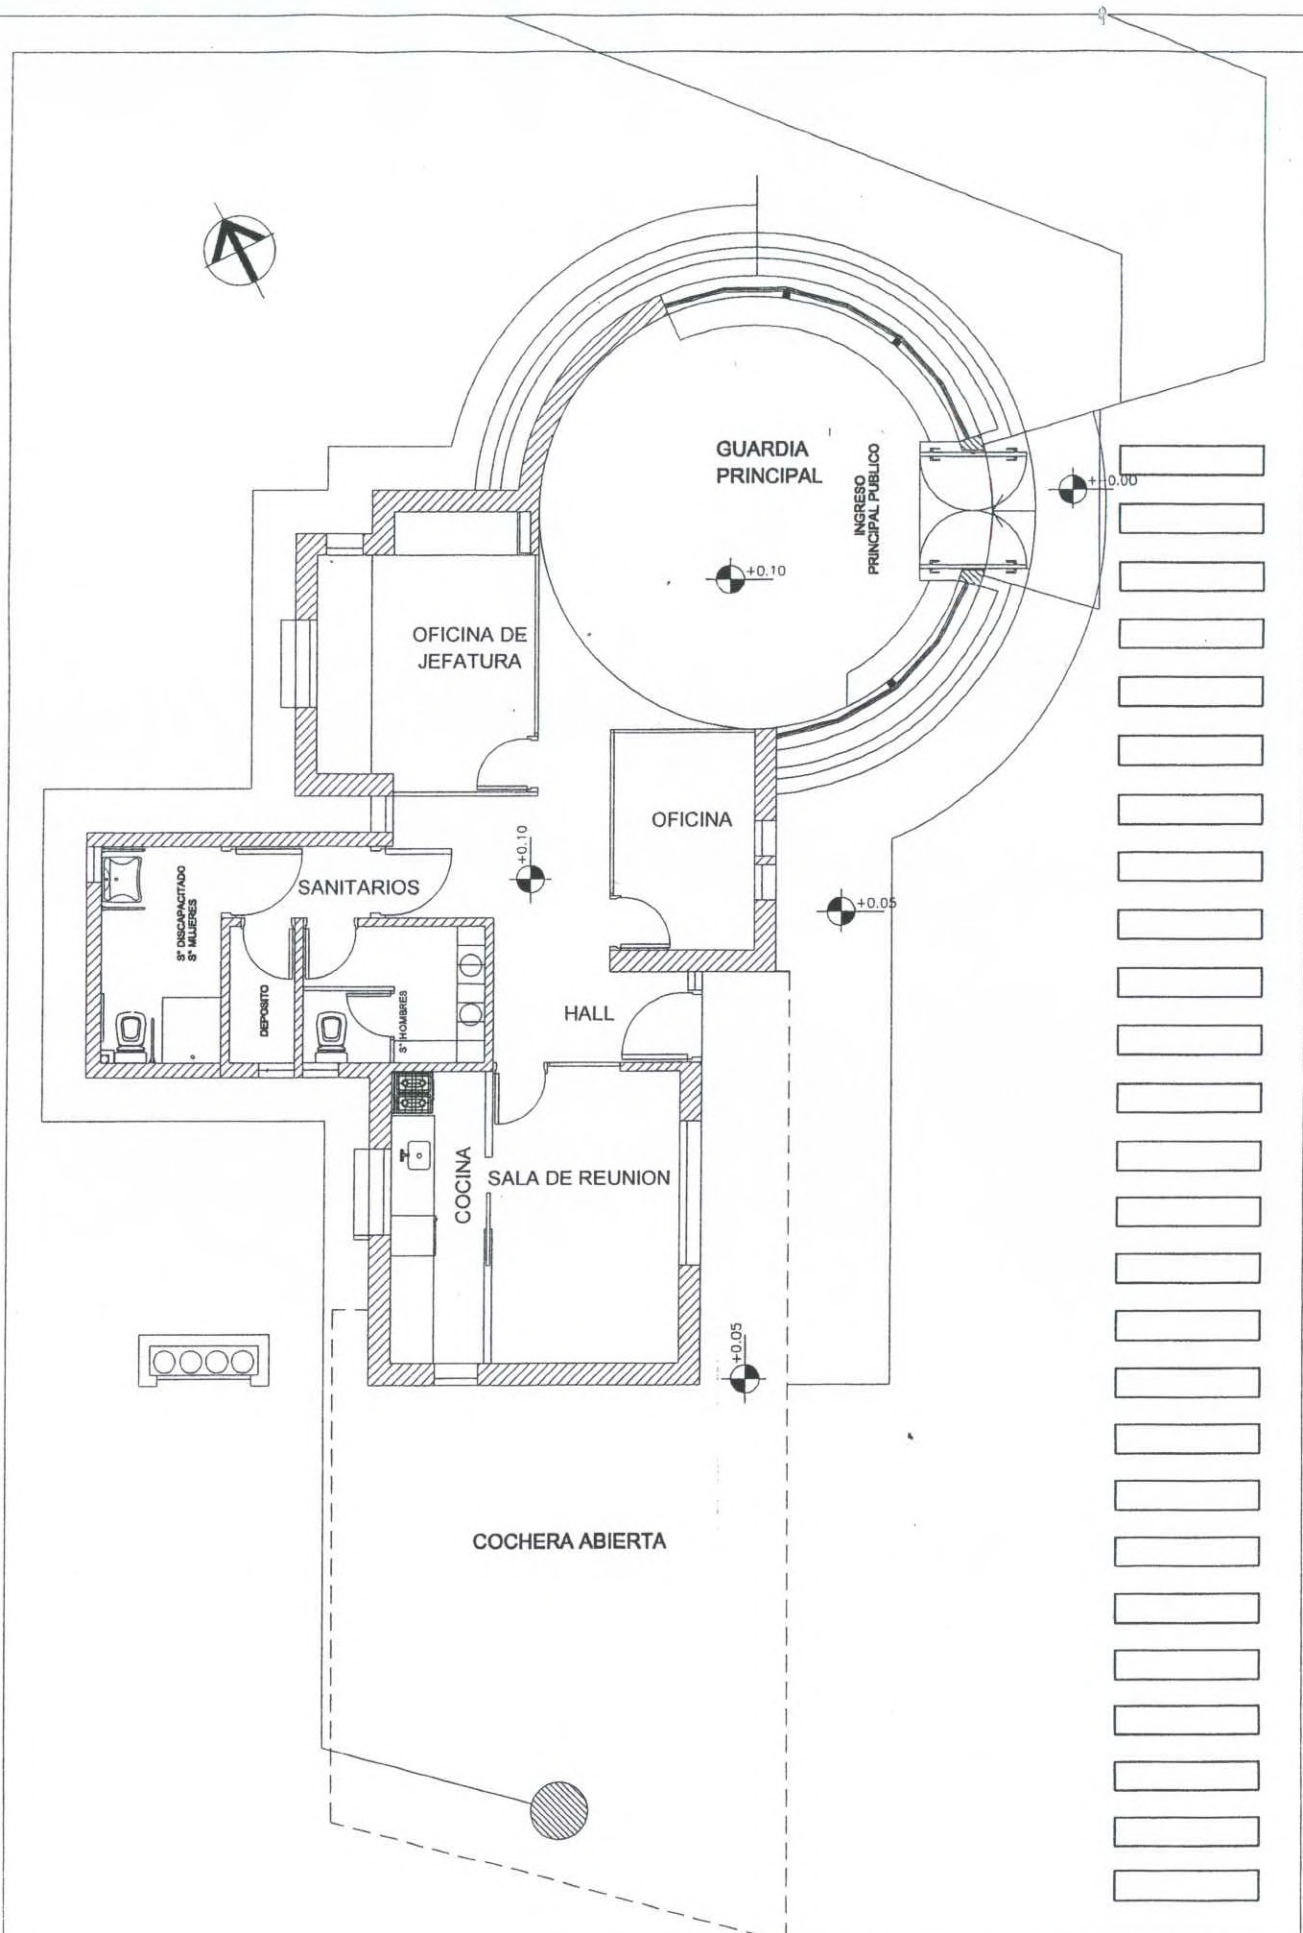 GUARDIA
PRINCIPAL
INGRESO
PRINCIPAL PUBLICO
+-0.00
+0.10
OFICINA DE
JEFATURA
OFICINA
+0.10
SANITARIOS
+0.05
S* DISCAPACITADO
S* MUJERES
DEPOSITO
S* HOMBRES
HALL
COCINA
SALA DE REUNION
+0.05
COCHERA ABIERTA